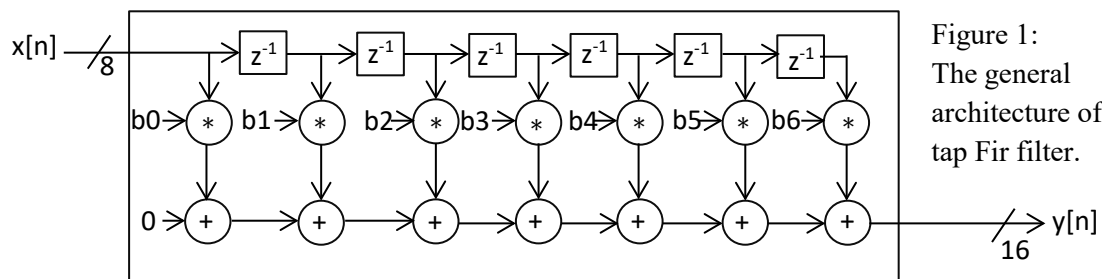 x[n]
8
z⁻¹ z⁻¹ z⁻¹ z⁻¹ z⁻¹ z⁻¹
b0 * b1 * b2 * b3 * b4 * b5 * b6 *
0 + + + + + + +
16
y[n]
Figure 1:
The general
architecture of
tap Fir filter.